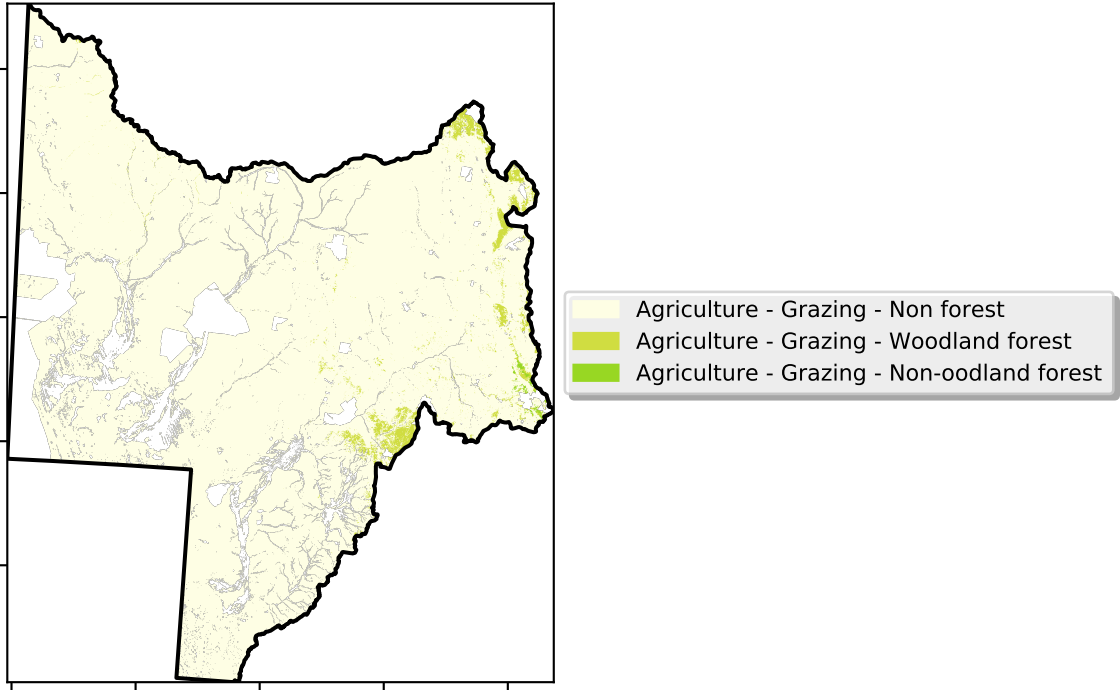 Agriculture - Grazing - Non forest
Agriculture - Grazing - Woodland forest
Agriculture - Grazing - Non-oodland forest